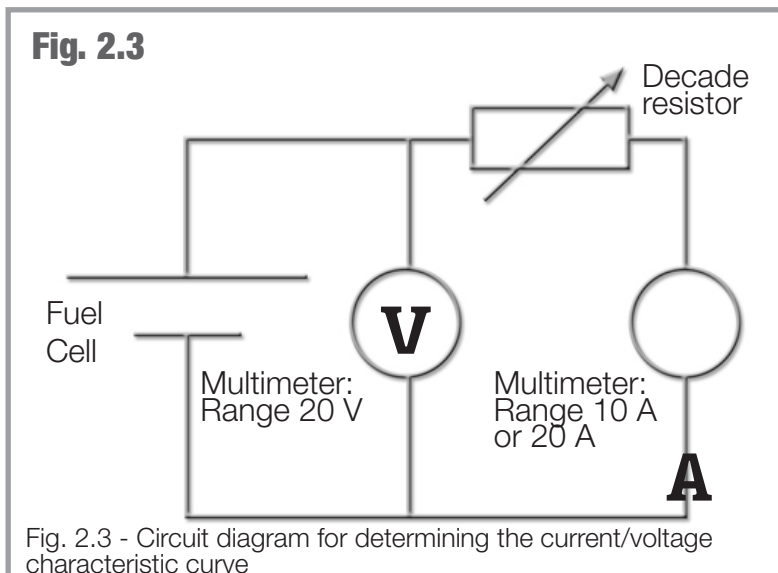 Fig. 2.3
Decade
resistor
Fuel
Cell
V
Multimeter:
Range 20 V
Multimeter:
Range 10 A
or 20 A
A
Fig. 2.3 - Circuit diagram for determining the current/voltage
characteristic curve